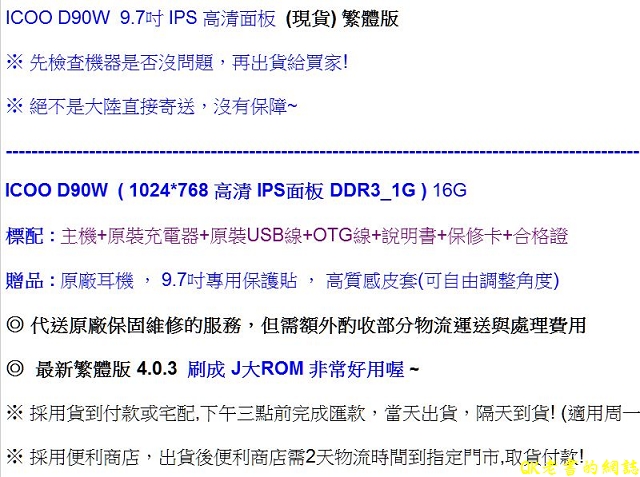 ICOO D90W 9.7吋 IPS 高清面板 (現貨) 繁體版
※ 先檢查機器是否沒問題，再出貨給買家!
※ 絕不是大陸直接寄送，沒有保障~
ICOO D90W ( 1024*768 高清 IPS面板 DDR3_1G ) 16G
標配 : 主機+原裝充電器+原裝USB線+OTG線+說明書+保修卡+合格證
贈品 : 原廠耳機 ， 9.7吋專用保護貼 ， 高質感皮套(可自由調整角度)
◎ 代送原廠保固維修的服務，但需額外酌收部分物流運送與處理費用
◎ 最新繁體版 4.0.3 刷成 J大ROM 非常好用喔 ~
※ 採用貨到付款或宅配,下午三點前完成匯款，當天出貨，隔天到貨! (適用周一
※ 採用便利商店，出貨後便利商店需2天物流時間到指定門市,取貨付款!
的網誌